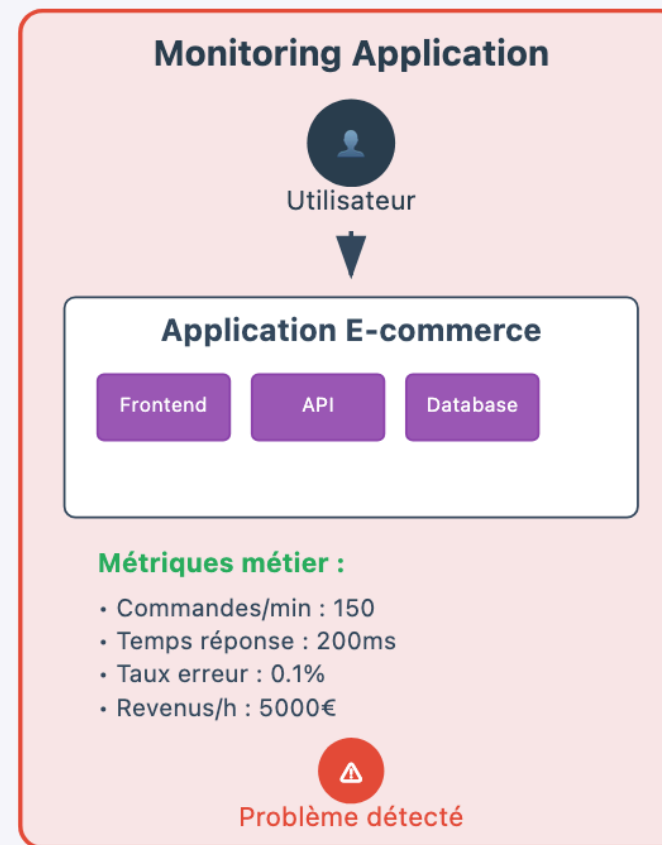 Monitoring Application
Utilisateur
Application E-commerce
Frontend API Database
Métriques métier :
• Commandes/min : 150
• Temps réponse : 200ms
• Taux erreur : 0.1%
• Revenus/h : 5000€
Problème détecté